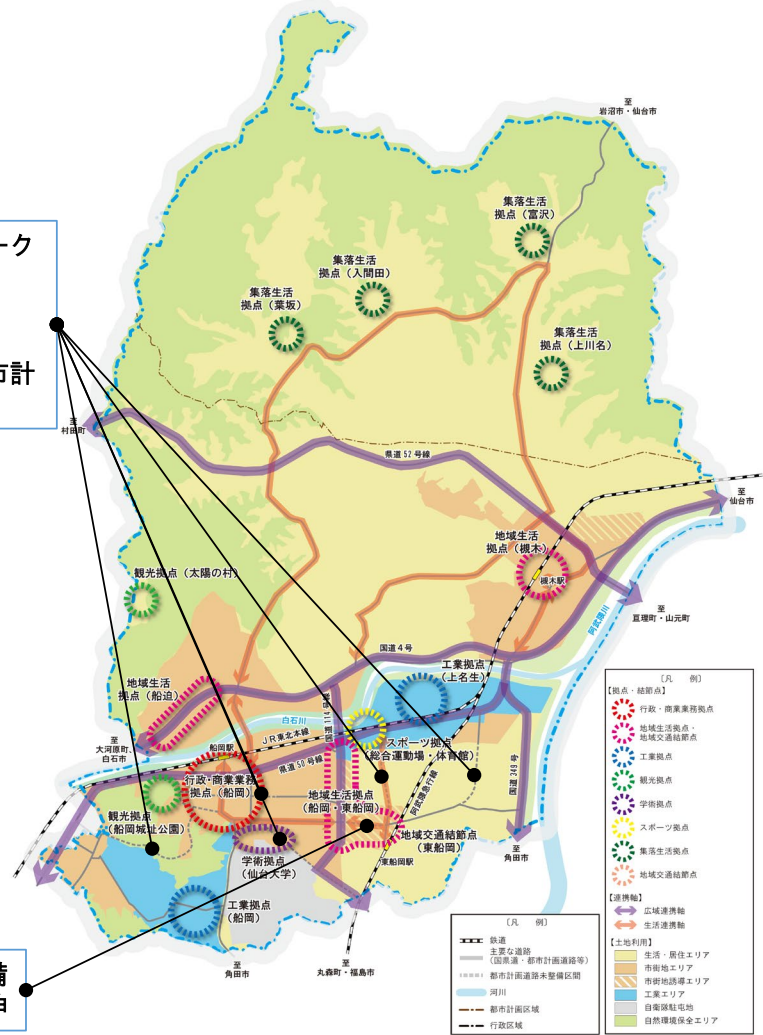 至
岩沼市・仙台市
集落生活
拠点（富沢）
集落生活
拠点（入間田）
集落生活
拠点（葉坂）
集落生活
拠点（上川名）
ーク
市計
至
村田町
県道52号線
至
仙台市
地域生活
拠点（槻木）
槻木駅
観光拠点（太陽の村）
阿武隈川
至
亘理町・山元町
国道4号
工業拠点
（上名生）
地域生活
拠点（船迫）
白石川
国道114号線
至
大河原町、
白石市
船岡駅
JR東北本線
スポーツ拠点
（総合運動場・体育館）
県道50号線
行政・商業業務
拠点（船岡）
地域生活拠点
（船岡・東船岡）
阿武隈急行線
国道349号
観光拠点
（船岡城址公園）
地域交通結節点
（東船岡）
学術拠点
（仙台大学）
東船岡駅
至
角田市
工業拠点
（船岡）
備
至
角田市
至
丸森町・福島市
〔凡　例〕
【拠点・結節点】
行政・商業業務拠点
地域生活拠点・
地域交通結節点
工業拠点
観光拠点
学術拠点
スポーツ拠点
集落生活拠点
地域交通結節点
【連携軸】
広域連携軸
生活連携軸
【土地利用】
生活・居住エリア
市街地エリア
市街地誘導エリア
工業エリア
自衛隊駐屯地
自然環境保全エリア
〔凡　例〕
鉄道
主要な道路
（国県道・都市計画道路等）
都市計画道路未整備区間
河川
都市計画区域
行政区域